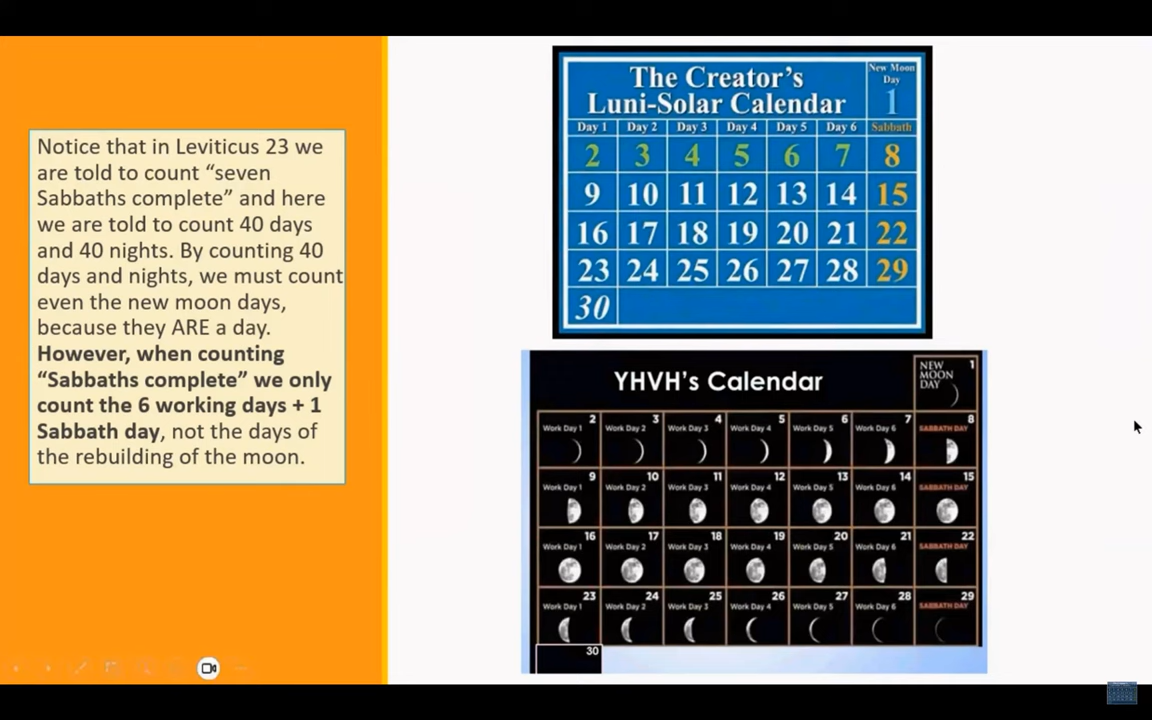 Notice that in Leviticus 23 we
are told to count “seven
Sabbaths complete” and here
we are told to count 40 days
and 40 nights. By counting 40
days and nights, we must count
even the new moon days,
because they ARE a day.
However, when counting
“Sabbaths complete” we only
count the 6 working days + 1
Sabbath day, not the days of
the rebuilding of the moon.
The Creator’s
Luni-Solar Calendar
New Moon
Day
1
Day 1 Day 2 Day 3 Day 4 Day 5 Day 6 Sabbath
2 3 4 5 6 7 8
9 10 11 12 13 14 15
16 17 18 19 20 21 22
23 24 25 26 27 28 29
30
YHVH’s Calendar
NEW
MOON
DAY
1
2 3 4 5 6 7 8
Work Day 1 Work Day 2 Work Day 3 Work Day 4 Work Day 5 Work Day 6 SABBATH DAY
9 10 11 12 13 14 15
Work Day 1 Work Day 2 Work Day 3 Work Day 4 Work Day 5 Work Day 6 SABBATH DAY
16 17 18 19 20 21 22
Work Day 1 Work Day 2 Work Day 3 Work Day 4 Work Day 5 Work Day 6 SABBATH DAY
23 24 25 26 27 28 29
Work Day 1 Work Day 2 Work Day 3 Work Day 4 Work Day 5 Work Day 6 SABBATH DAY
30